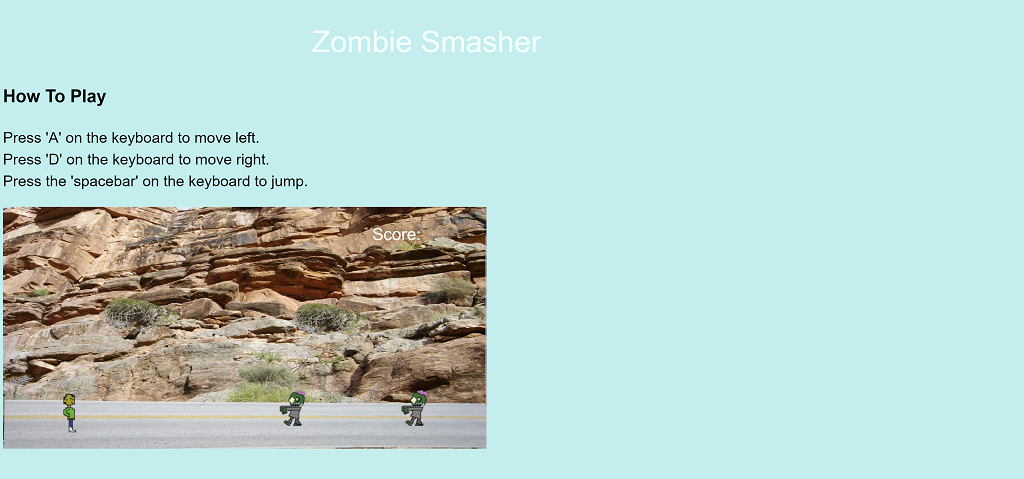 Zombie Smasher
How To Play
Press 'A' on the keyboard to move left.
Press 'D' on the keyboard to move right.
Press the 'spacebar' on the keyboard to jump.
Score: